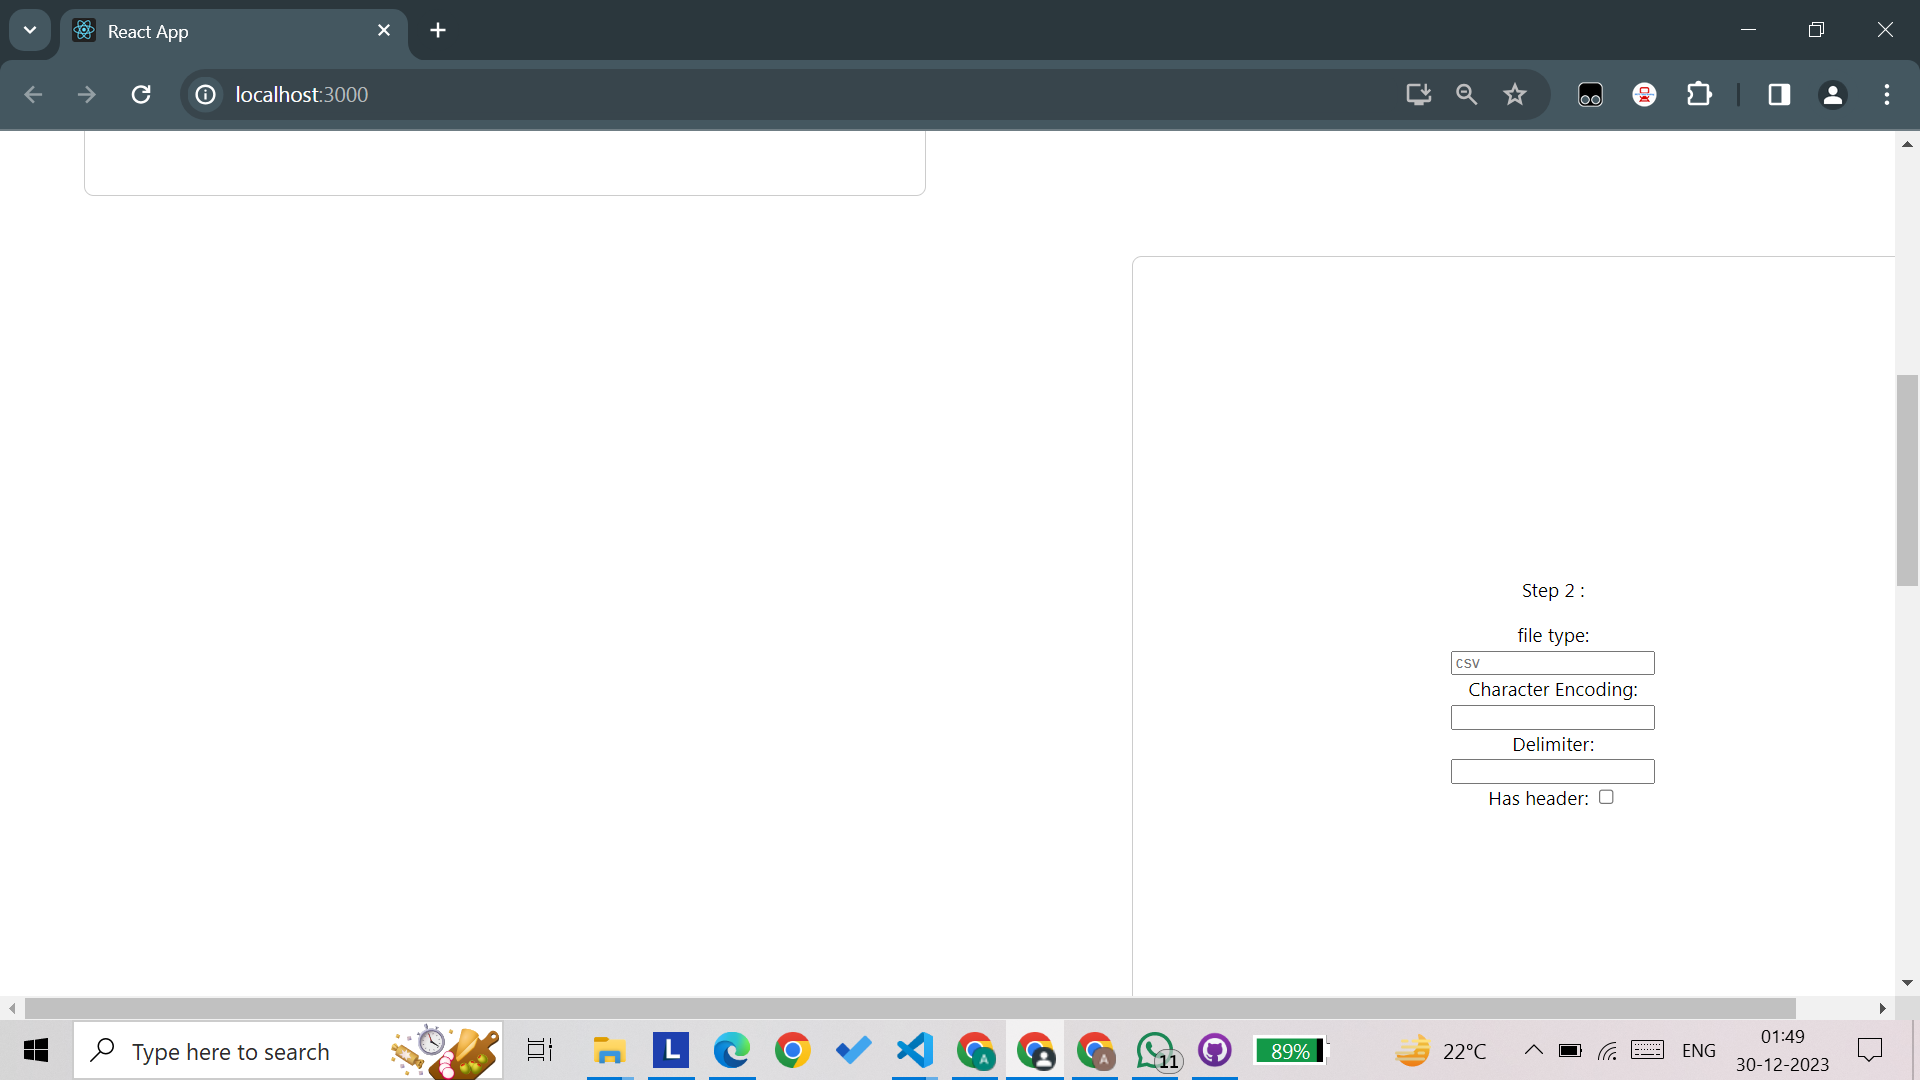 React App
localhost:3000
Step 2 :
file type:
csv
Character Encoding:
Delimiter:
Has header:
Type here to search
L
A
A
11
89%
22°C
ENG
01:49
30-12-2023